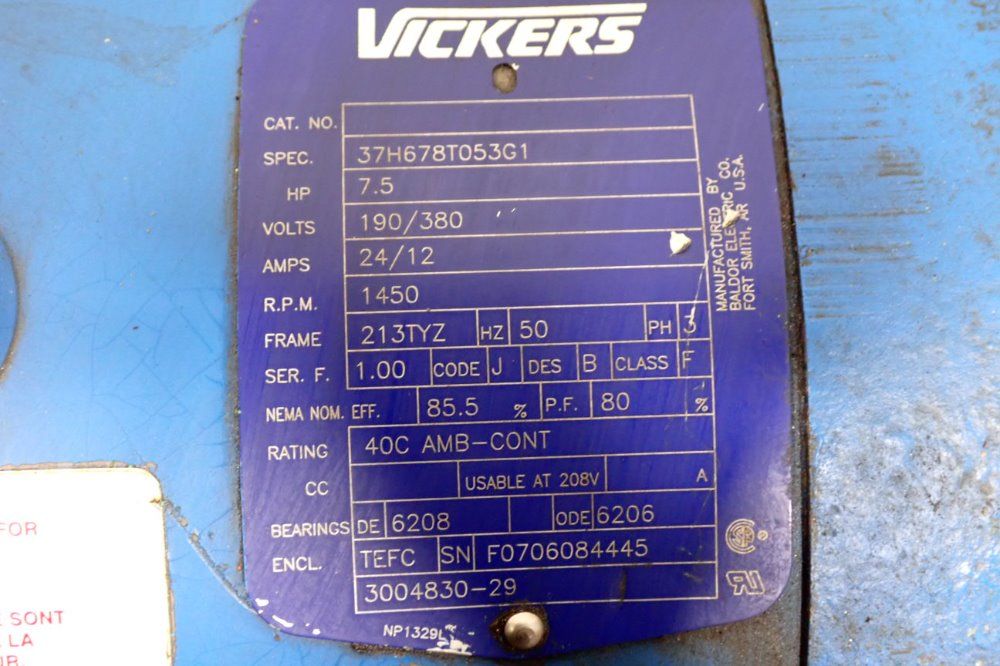 VICKERS
CAT. NO.
SPEC. 37H678T053G1
HP 7.5
VOLTS 190/380
AMPS 24/12
R.P.M. 1450
FRAME 213TYZ HZ 50 PH 3
SER. F. 1.00 CODE J DES B CLASS F
NEMA NOM. EFF. 85.5 % P.F. 80 %
RATING 40C AMB-CONT
CC USABLE AT 208V A
BEARINGS DE 6208 ODE 6206
ENCL. TEFC SN F0706084445
3004830-29
NP1329L
MANUFACTURED BY
BALDOR ELECTRIC CO.
FORT SMITH, AR U.S.A.
FOR
SONT
LA